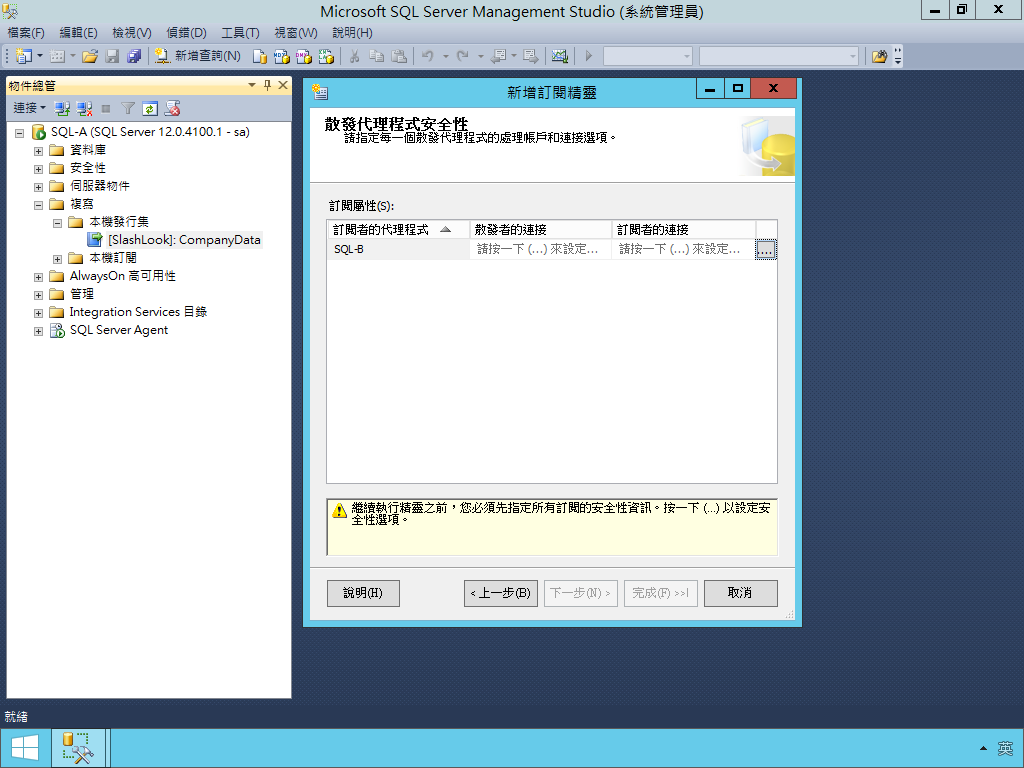 Microsoft SQL Server Management Studio (系統管理員)
檔案(F) 編輯(E) 檢視(V) 偵錯(D) 工具(T) 視窗(W) 說明(H)
新增查詢(N)
物件總管
連接
SQL-A (SQL Server 12.0.4100.1 - sa)
資料庫
安全性
伺服器物件
複寫
本機發行集
[SlashLook]: CompanyData
本機訂閱
AlwaysOn 高可用性
管理
Integration Services 目錄
SQL Server Agent
新增訂閱精靈
散發代理程式安全性
請指定每一個散發代理程式的處理帳戶和連接選項。
訂閱屬性(S):
訂閱者的代理程式 散發者的連接 訂閱者的連接
SQL-B 請按一下 (...) 來設定... 請按一下 (...) 來設定... ...
繼續執行精靈之前，您必須先指定所有訂閱的安全性資訊。按一下 (...) 以設定安
全性選項。
說明(H) < 上一步(B) 下一步(N) > 完成(F) >>| 取消
就緒
英